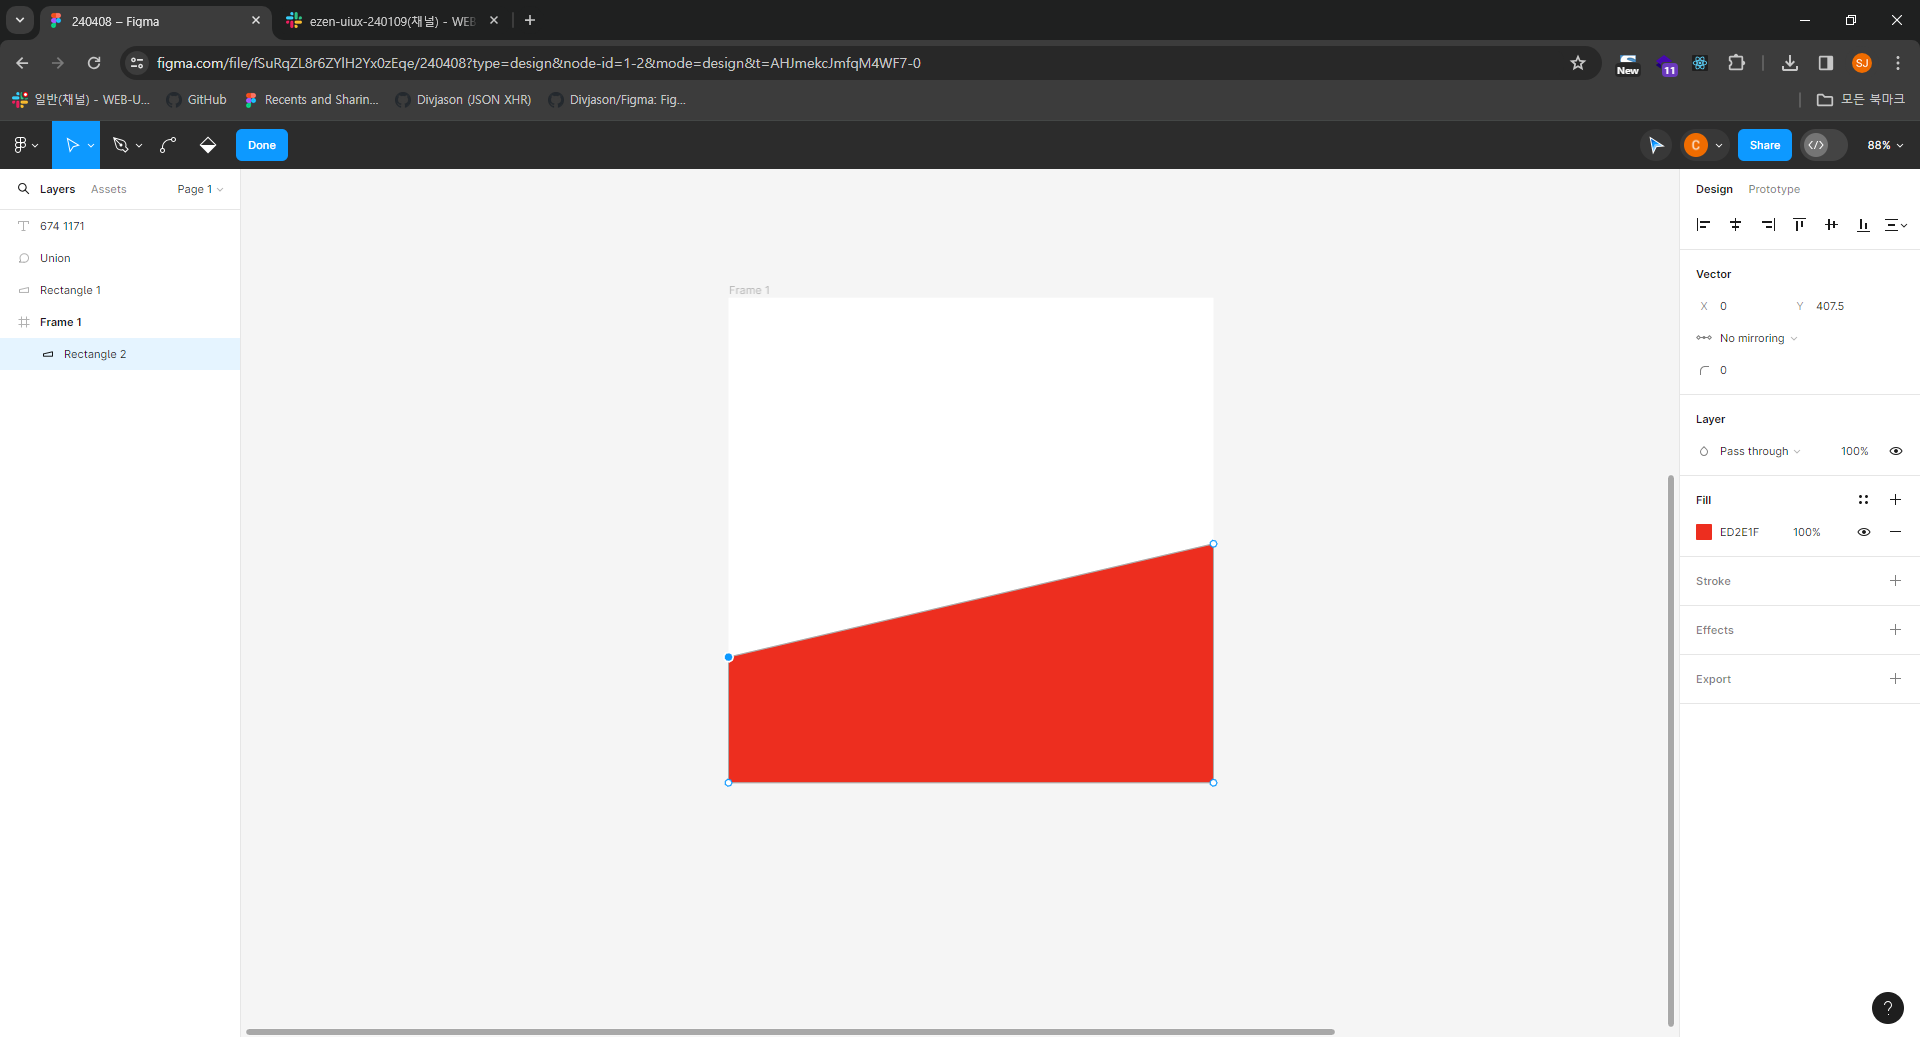 240408 – Figma
ezen-uiux-240109(채널) - WEB
figma.com/file/fSuRqZL8r6ZYlH2Yx0zEqe/240408?type=design&node-id=1-2&mode=design&t=AHJmekcJmfqM4WF7-0
New
11
SJ
일반(채널) - WEB-U...
GitHub
Recents and Sharin...
Divjason (JSON XHR)
Divjason/Figma: Fig...
모든 북마크
Done
C
Share
88%
Layers
Assets
Page 1
Design
Prototype
674 1171
Union
Rectangle 1
Frame 1
Rectangle 2
Frame 1
Vector
X 0
Y 407.5
No mirroring
0
Layer
Pass through
100%
Fill
ED2E1F
100%
Stroke
Effects
Export
?